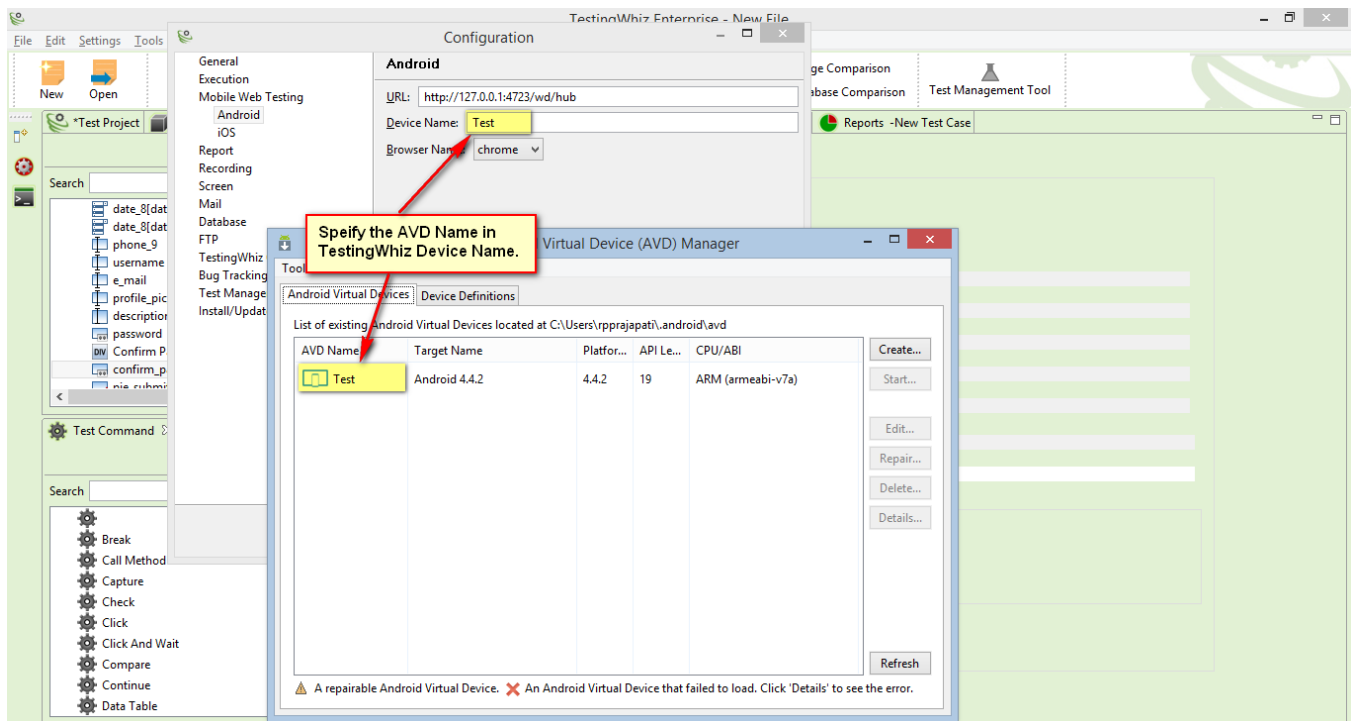 TestingWhiz Enterprise - New File
File Edit Settings Tools
New Open
ge Comparison
abase Comparison
Test Management Tool
*Test Project
Reports -New Test Case
Search
date_8[dat
date_8[dat
phone_9
username
e_mail
profile_pic
description
password
DIV Confirm P
confirm_pa
pie_submi
Test Command
Search
Break
Call Method
Capture
Check
Click
Click And Wait
Compare
Continue
Data Table
Configuration
General
Execution
Mobile Web Testing
Android
iOS
Report
Recording
Screen
Mail
Database
FTP
TestingWhiz
Bug Tracking
Test Manage
Install/Updat
Android
URL: http://127.0.0.1:4723/wd/hub
Device Name: Test
Browser Name: chrome
Speify the AVD Name in
TestingWhiz Device Name.
Virtual Device (AVD) Manager
Tool
Android Virtual Devices Device Definitions
List of existing Android Virtual Devices located at C:\Users\rpprajapati\.android\avd
AVD Name Target Name Platfor... API Le... CPU/ABI
Test Android 4.4.2 4.4.2 19 ARM (armeabi-v7a)
Create...
Start...
Edit...
Repair...
Delete...
Details...
Refresh
A repairable Android Virtual Device. An Android Virtual Device that failed to load. Click 'Details' to see the error.